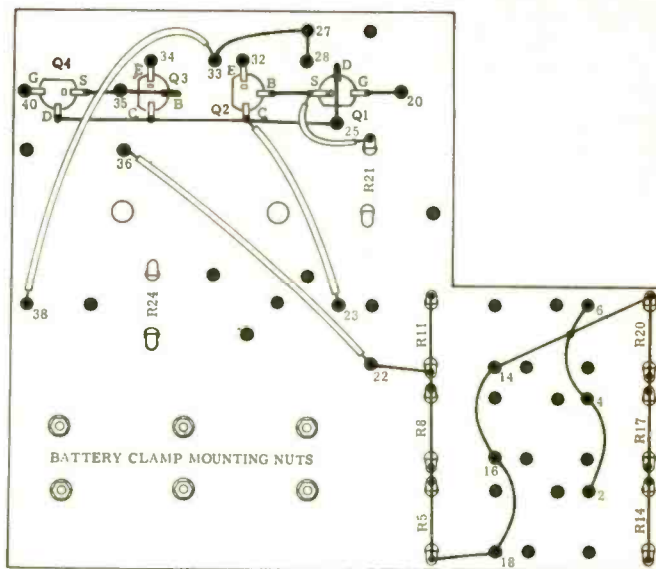 27
34
32
33
28
Q4
G
S
E
Q3
E
D
S
G
40
35
B
B
20
D
C
Q2
C
Q1
25
36
R21
R24
38
23
6
R11
R20
22
14
4
R8
R17
BATTERY CLAMP MOUNTING NUTS
16
2
R5
R14
18